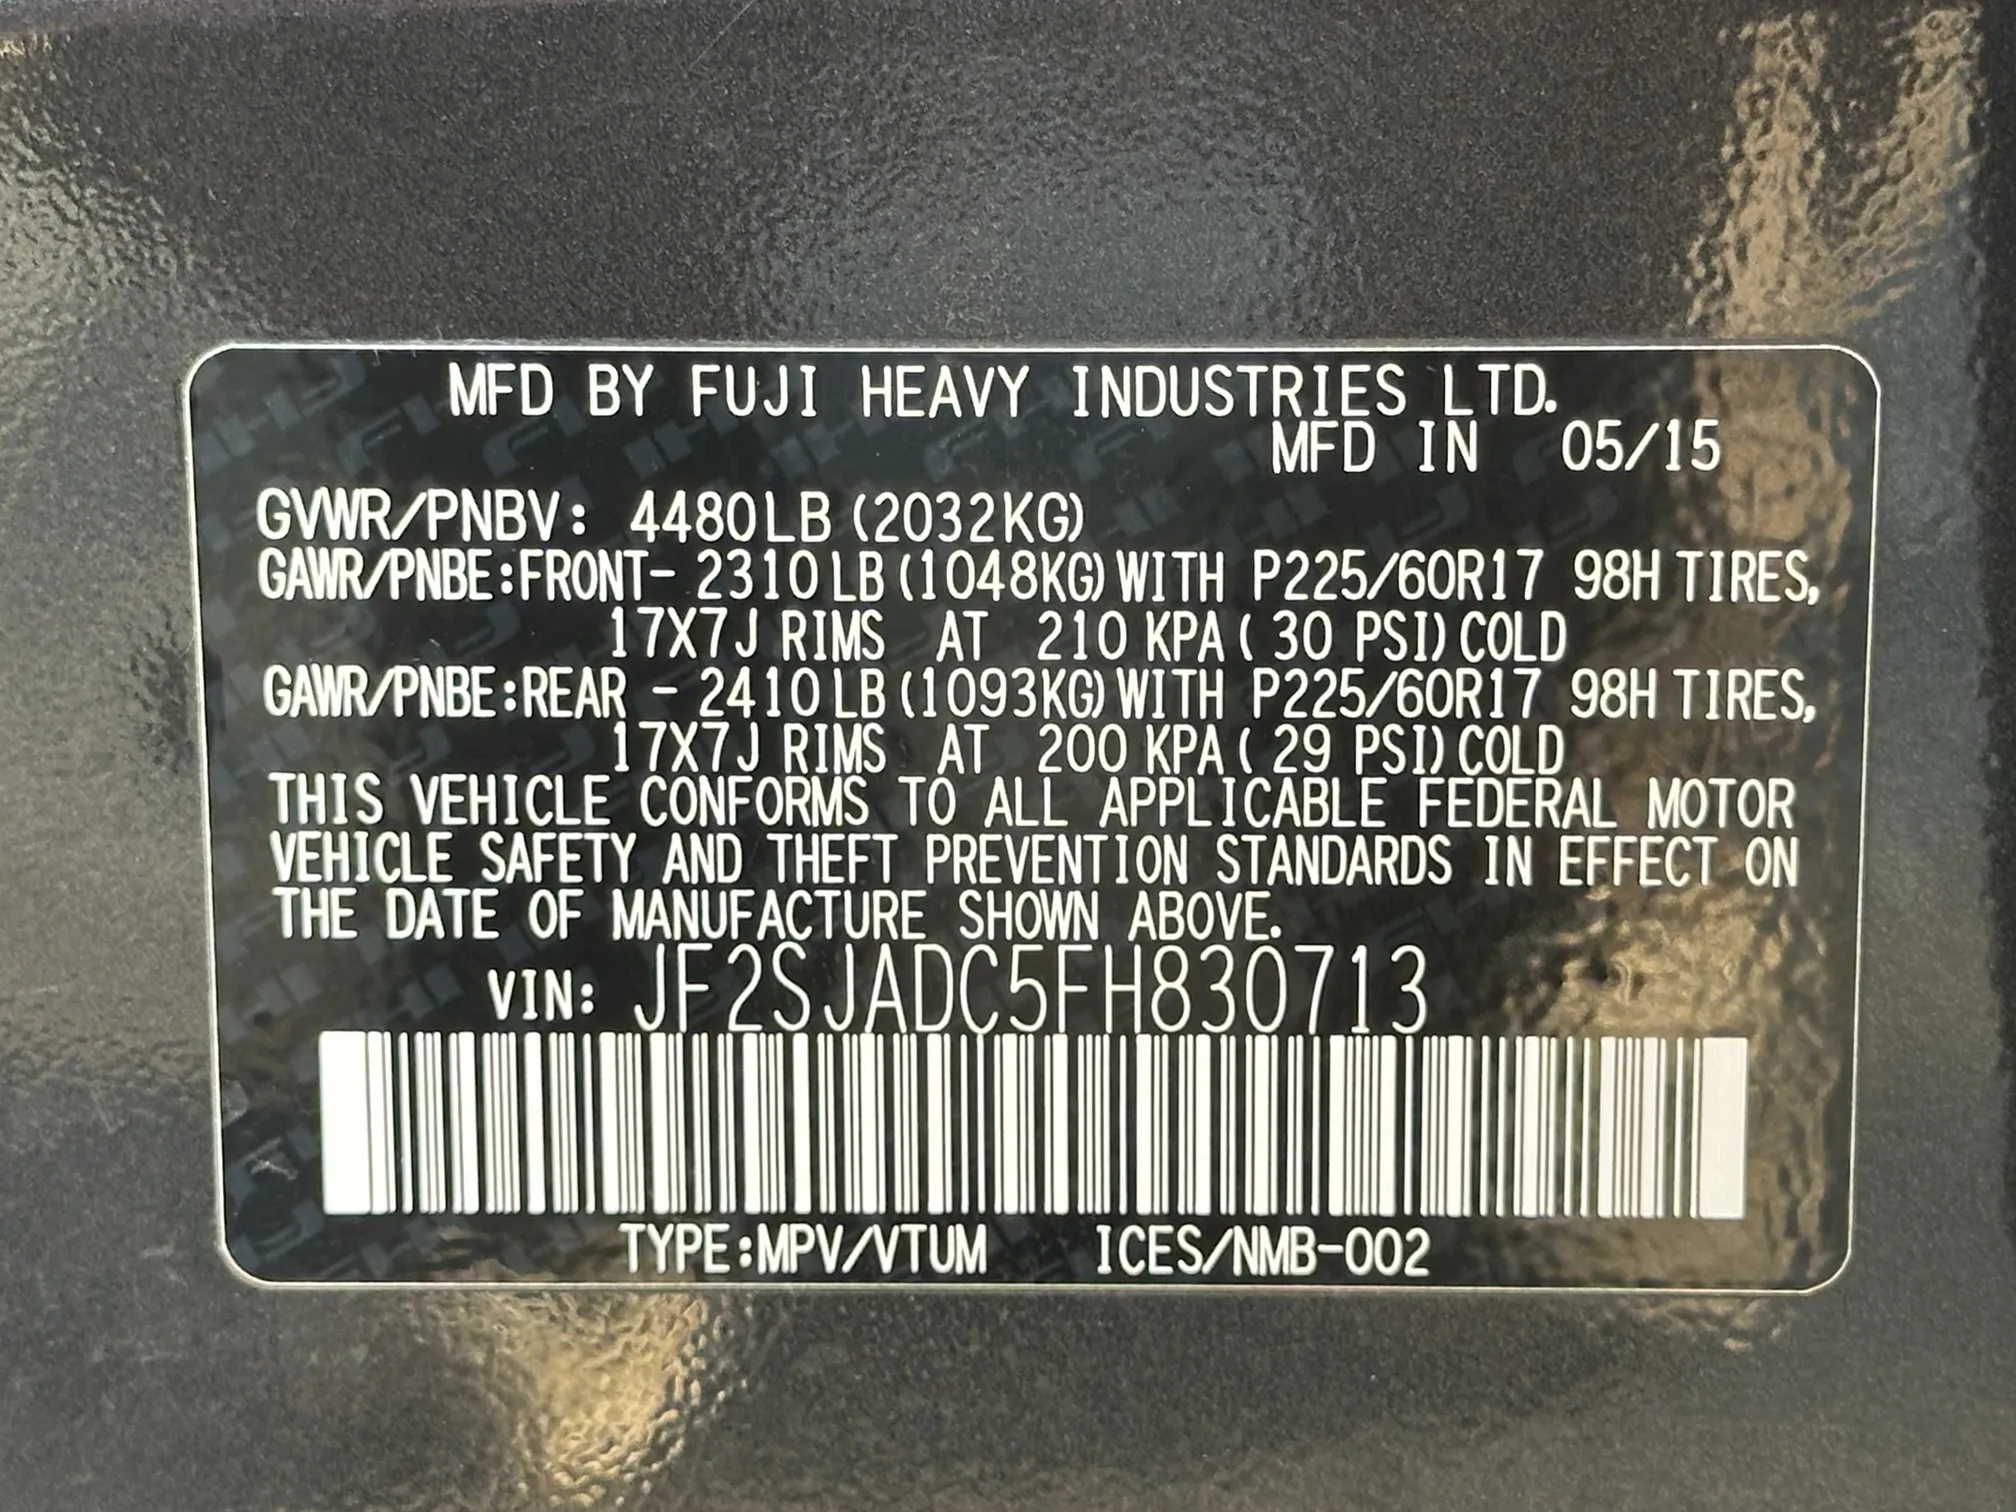 MFD BY FUJI HEAVY INDUSTRIES LTD.
MFD IN 05/15
GVWR/PNBV: 4480LB (2032KG)
GAWR/PNBE:FRONT- 2310LB(1048KG)WITH P225/60R17 98H TIRES,
17X7J RIMS AT 210 KPA( 30 PSI)COLD
GAWR/PNBE:REAR - 2410LB(1093KG)WITH P225/60R17 98H TIRES,
17X7J RIMS AT 200 KPA( 29 PSI)COLD
THIS VEHICLE CONFORMS TO ALL APPLICABLE FEDERAL MOTOR
VEHICLE SAFETY AND THEFT PREVENTION STANDARDS IN EFFECT ON
THE DATE OF MANUFACTURE SHOWN ABOVE.
VIN: JF2SJADC5FH830713
TYPE:MPV/VTUM ICES/NMB-002